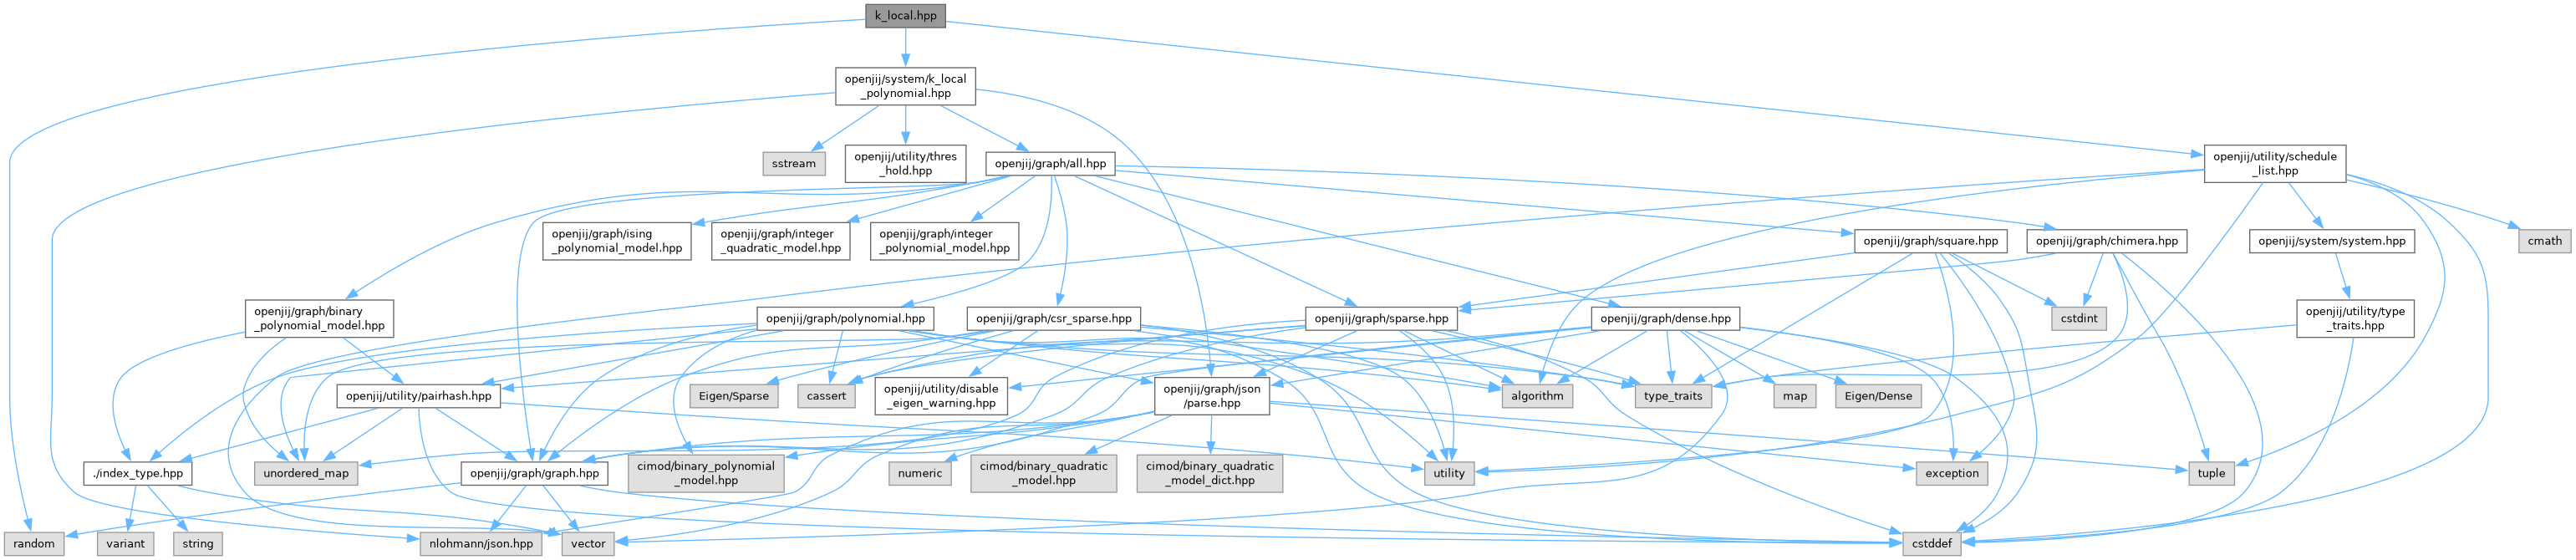 k_local.hpp
openjij/system/k_local
_polynomial.hpp
sstream
openjij/utility/thres
_hold.hpp
openjij/graph/all.hpp
openjij/utility/schedule
_list.hpp
openjij/graph/ising
_polynomial_model.hpp
openjij/graph/integer
_quadratic_model.hpp
openjij/graph/integer
_polynomial_model.hpp
openjij/graph/square.hpp
openjij/graph/chimera.hpp
openjij/system/system.hpp
cmath
openjij/graph/binary
_polynomial_model.hpp
openjij/graph/polynomial.hpp
openjij/graph/csr_sparse.hpp
openjij/graph/sparse.hpp
openjij/graph/dense.hpp
cstdint
openjij/utility/type
_traits.hpp
openjij/utility/pairhash.hpp
Eigen/Sparse
cassert
openjij/utility/disable
_eigen_warning.hpp
openjij/graph/json
/parse.hpp
algorithm
type_traits
map
Eigen/Dense
./index_type.hpp
unordered_map
openjij/graph/graph.hpp
cimod/binary_polynomial
_model.hpp
numeric
cimod/binary_quadratic
_model.hpp
cimod/binary_quadratic
_model_dict.hpp
utility
exception
tuple
random
variant
string
nlohmann/json.hpp
vector
cstddef